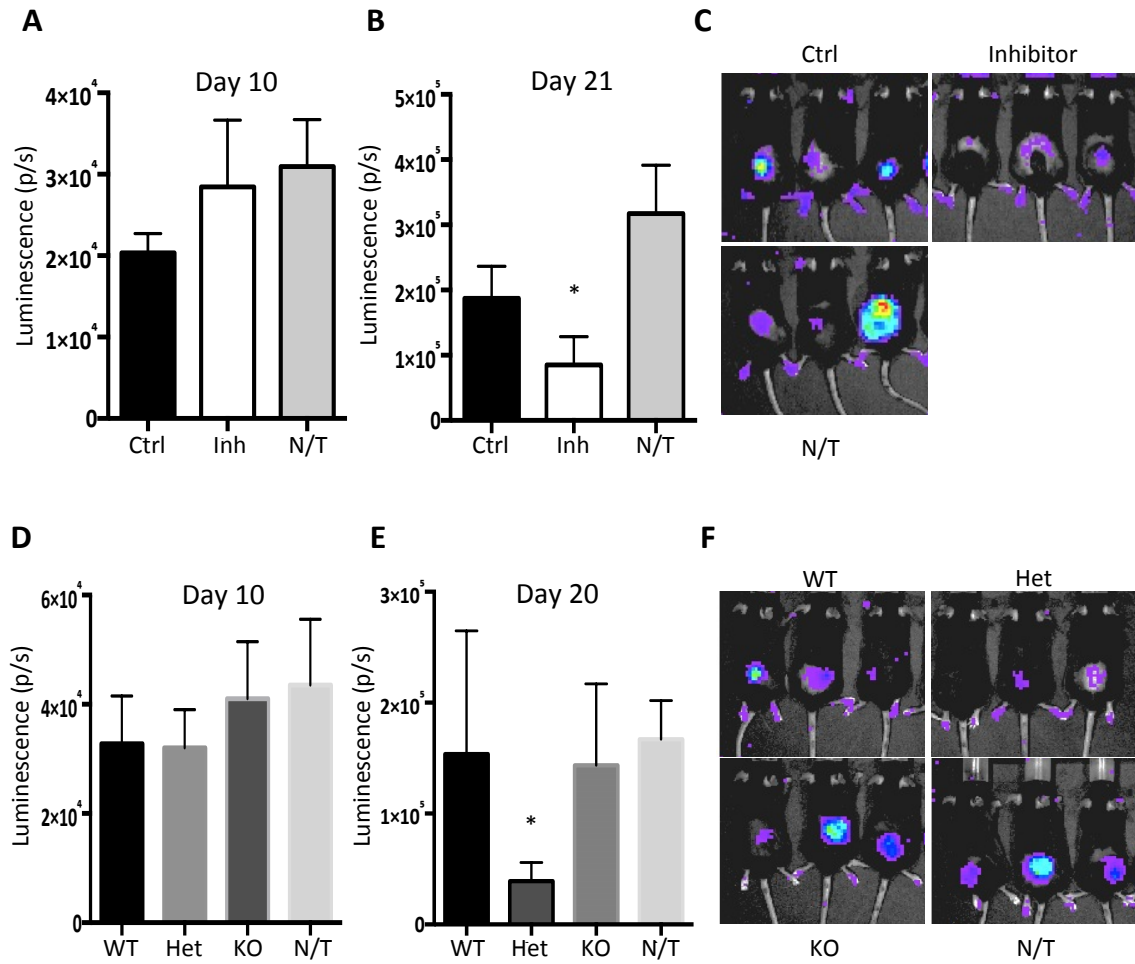 A
Day 10
Luminescence (p/s)
4×10⁴
3×10⁴
2×10⁴
1×10⁴
0
Ctrl Inh N/T
B
Day 21
Luminescence (p/s)
5×10⁵
4×10⁵
3×10⁵
2×10⁵
1×10⁵
0
*
Ctrl Inh N/T
C
Ctrl Inhibitor
N/T
D
Day 10
Luminescence (p/s)
6×10⁴
4×10⁴
2×10⁴
0
WT Het KO N/T
E
Day 20
Luminescence (p/s)
3×10⁵
2×10⁵
1×10⁵
0
*
WT Het KO N/T
F
WT Het
KO N/T